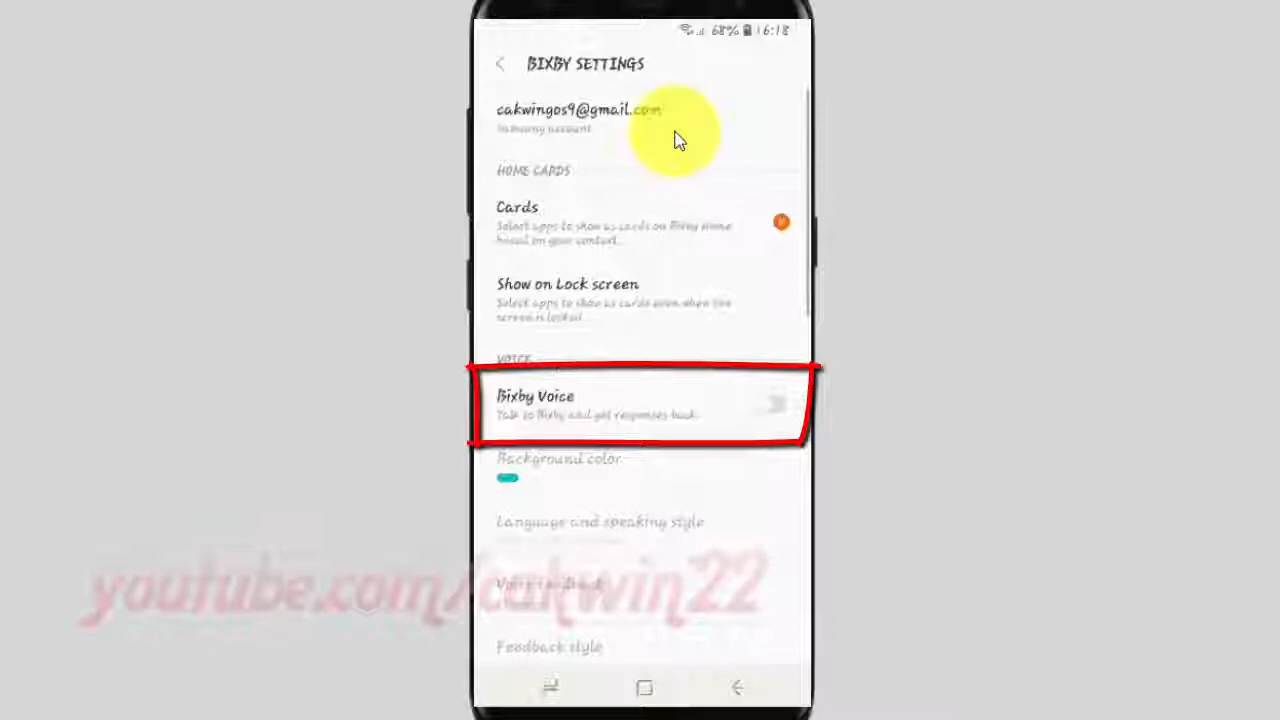 68% 16:18
BIXBY SETTINGS
cakwingos9@gmail.com
Samsung account
HOME CARDS
Cards
Select apps to show as cards on Bixby Home
based on your context.
Show on Lock screen
Select apps to show as cards even when the
screen is locked.
VOICE
Bixby Voice
Talk to Bixby and get responses back.
Background color
Language and speaking style
Voice feedback
youtube.com/cakwin22
Feedback style